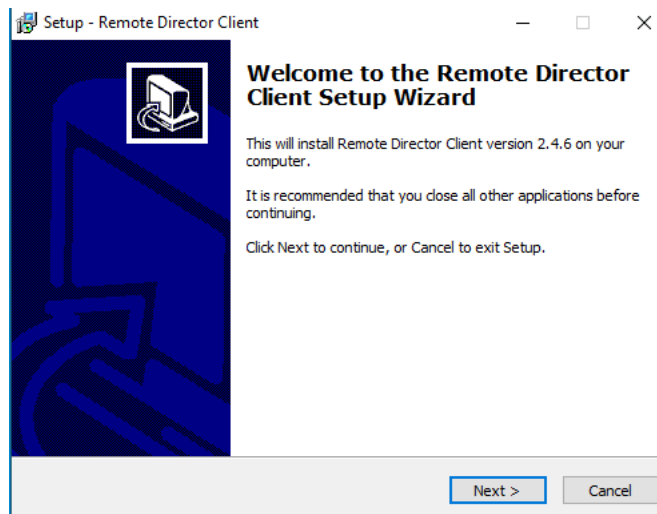 Setup - Remote Director Client
Welcome to the Remote Director
Client Setup Wizard
This will install Remote Director Client version 2.4.6 on your
computer.
It is recommended that you close all other applications before
continuing.
Click Next to continue, or Cancel to exit Setup.
Next >
Cancel